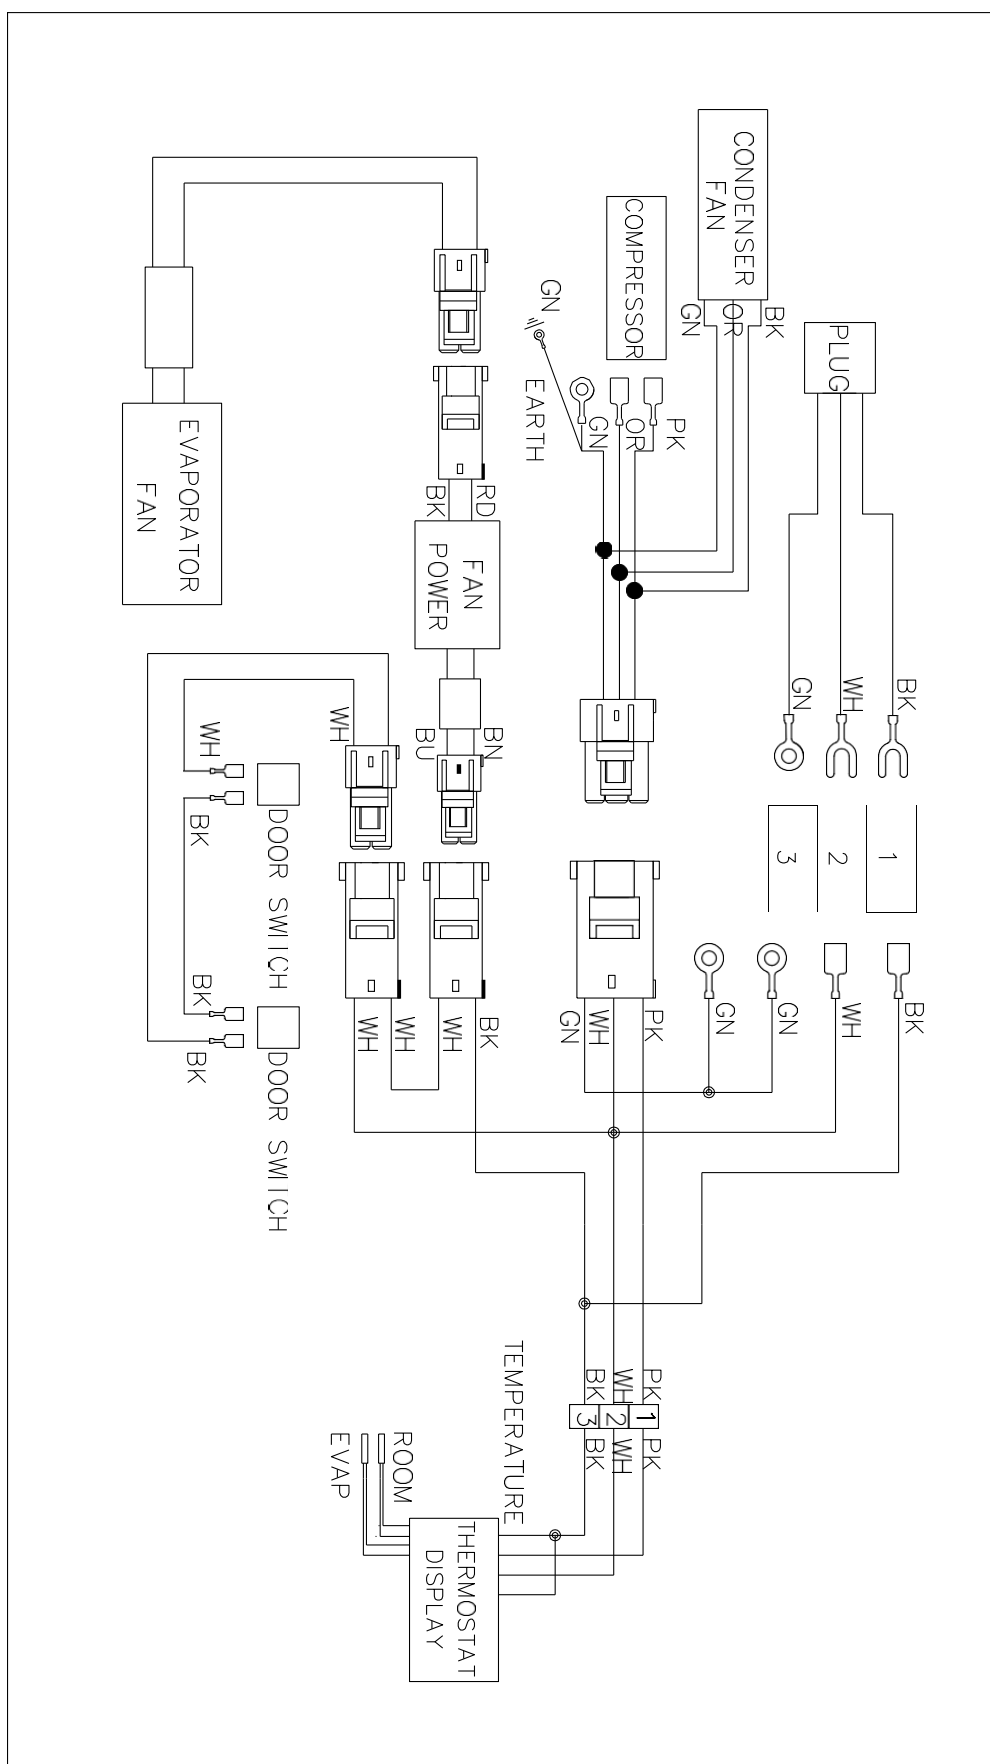 CONDENSER
FAN
GN
OR
BK
COMPRESSOR
GN
EARTH
GN
OR
PK
PLUG
GN
WH
BK
EVAPORATOR
FAN
BK
RD
FAN
POWER
BU
BN
WH
WH
BK
DOOR SWIICH
BK
BK
DOOR SWIICH
3
2
1
WH
WH
WH
BK
GN
WH
PK
GN
GN
WH
BK
TEMPERATURE
BK
WH
PK
3
2
1
BK
WH
PK
EVAP
ROOM
THERMOSTAT
DISPLAY